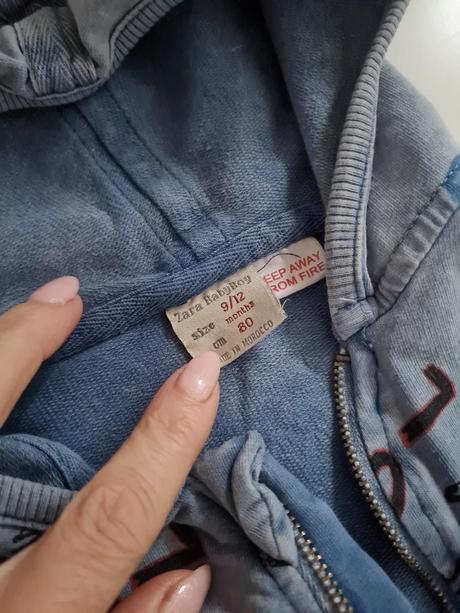 Zara BabyBoy
size 9/12 months
cm 80
MADE IN MOROCCO
KEEP AWAY
FROM FIRE